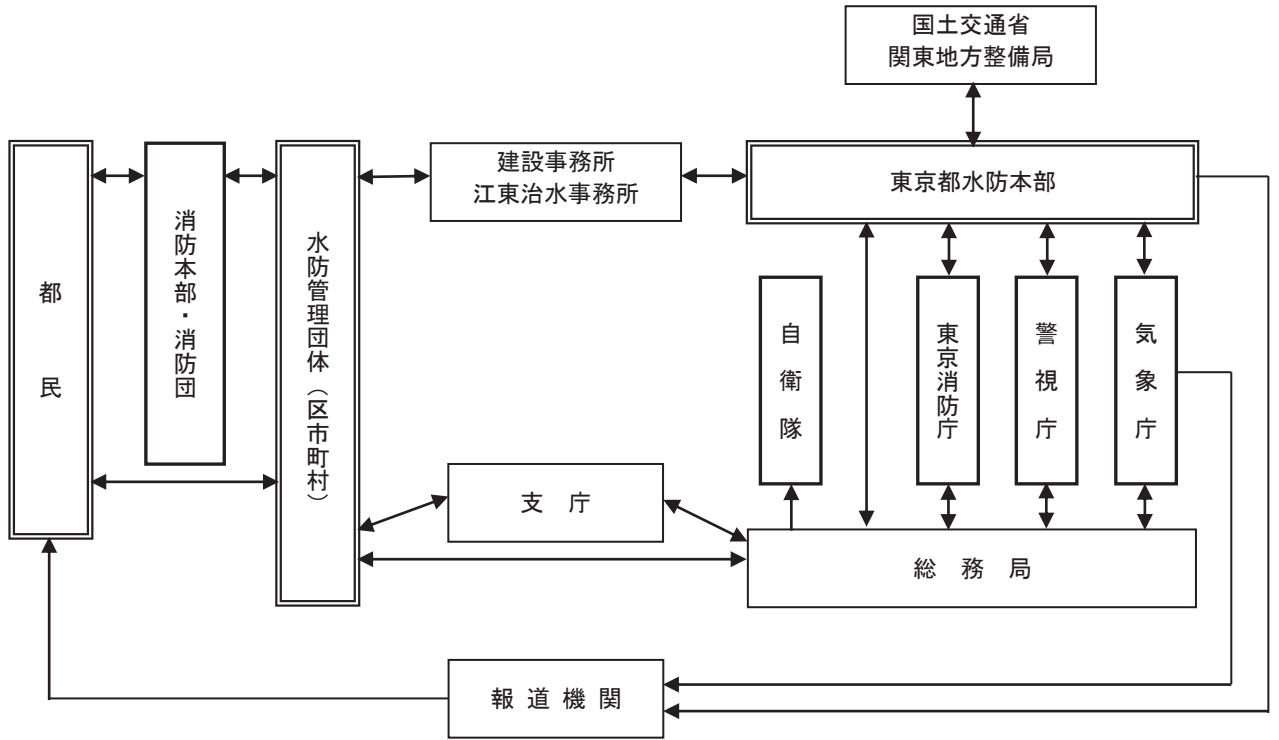 国土交通省
関東地方整備局
都民
消防本部・消防団
水防管理団体（区市町村）
建設事務所
江東治水事務所
東京都水防本部
自衛隊
東京消防庁
警視庁
気象庁
支庁
総務局
報道機関